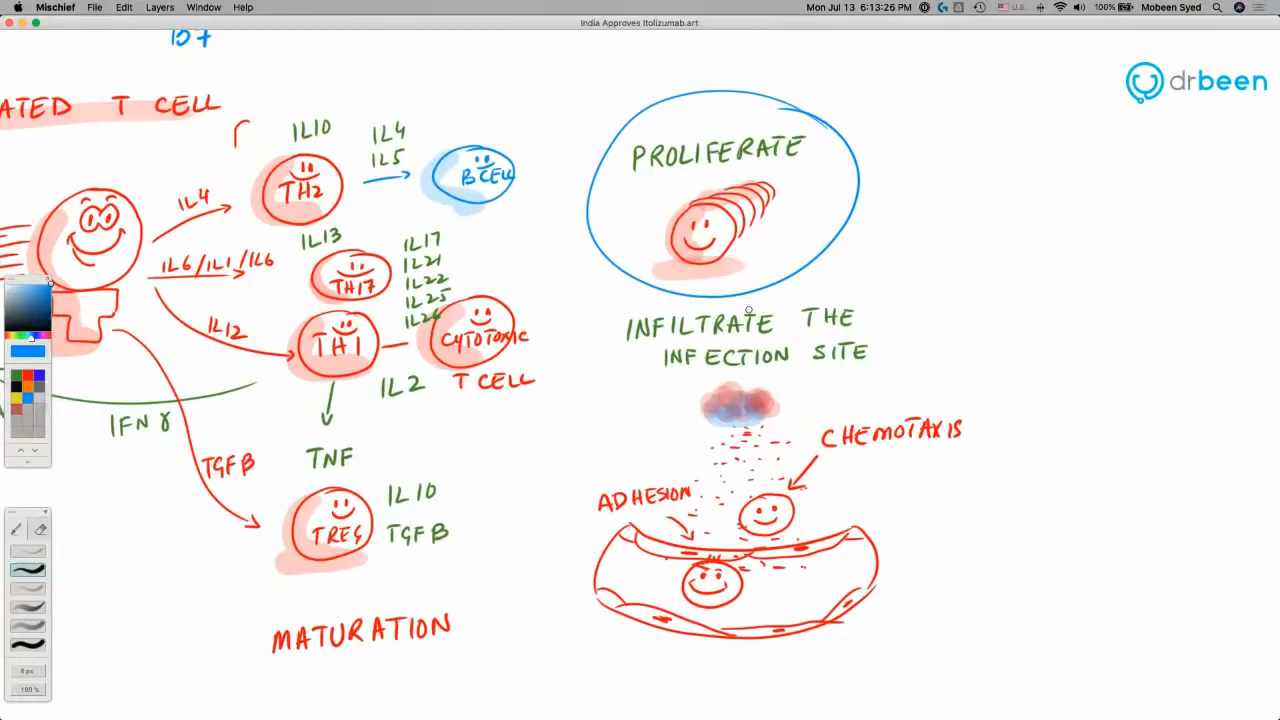 Mischief File Edit Layers Window Help
Mon Jul 13 6:13:26 PM
U.S.
100%
Mobeen Syed
India Approves Itolizumab.art
B7
drbeen
ATED T CELL
IL10
IL4
IL5
TH2
B CELL
IL4
IL13
IL6/IL1/IL6
TH17
IL17
IL21
IL22
IL25
IL26
IL12
TH1
CYTOTOXIC
T CELL
IL2
IFN γ
TNF
TGF β
TREG
IL10
TGF β
MATURATION
PROLIFERATE
INFILTRATE THE
INFECTION SITE
CHEMOTAXIS
ADHESION
8 px
100 %